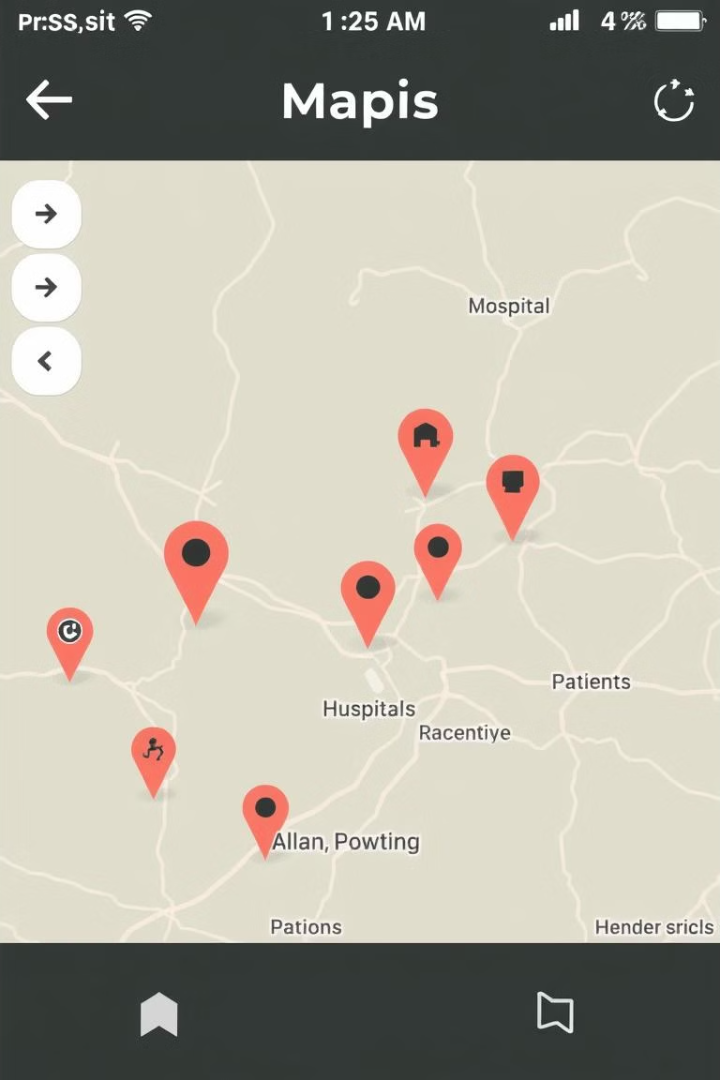 Pr:SS,sit 1:25 AM 4%
Mapis
Mospital
Patients
Huspitals
Racentiye
Allan, Powting
Pations
Hender sricls